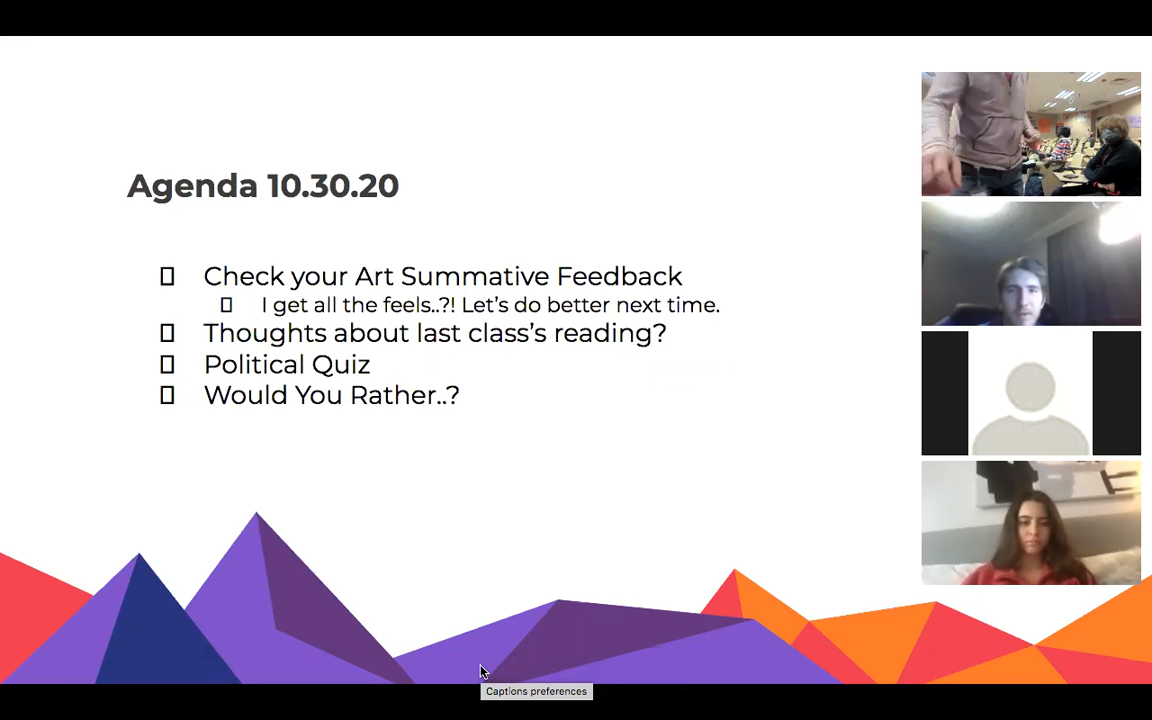 Agenda 10.30.20
Check your Art Summative Feedback
I get all the feels..?! Let's do better next time.
Thoughts about last class's reading?
Political Quiz
Would You Rather..?
Captions preferences